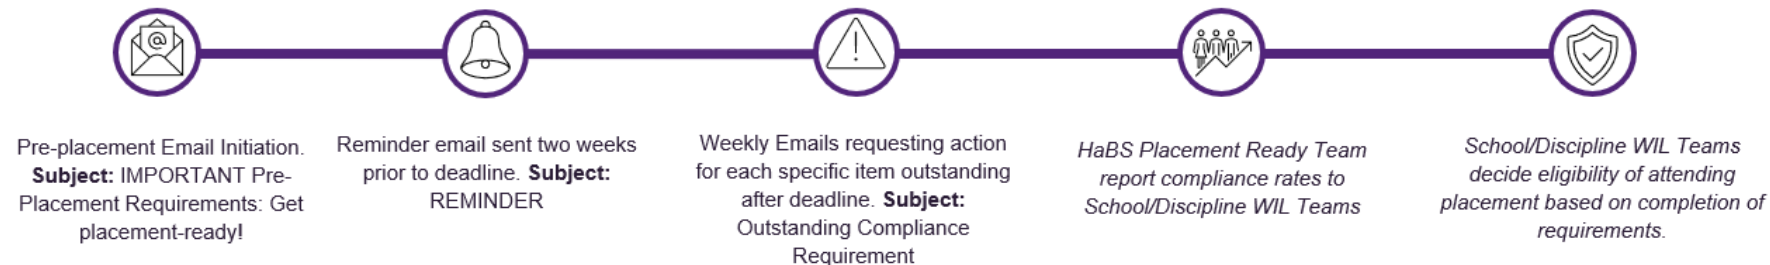 Pre-placement Email Initiation.
Subject: IMPORTANT Pre-
Placement Requirements: Get
placement-ready!
Reminder email sent two weeks
prior to deadline. Subject:
REMINDER
Weekly Emails requesting action
for each specific item outstanding
after deadline. Subject:
Outstanding Compliance
Requirement
HaBS Placement Ready Team
report compliance rates to
School/Discipline WIL Teams
School/Discipline WIL Teams
decide eligibility of attending
placement based on completion of
requirements.